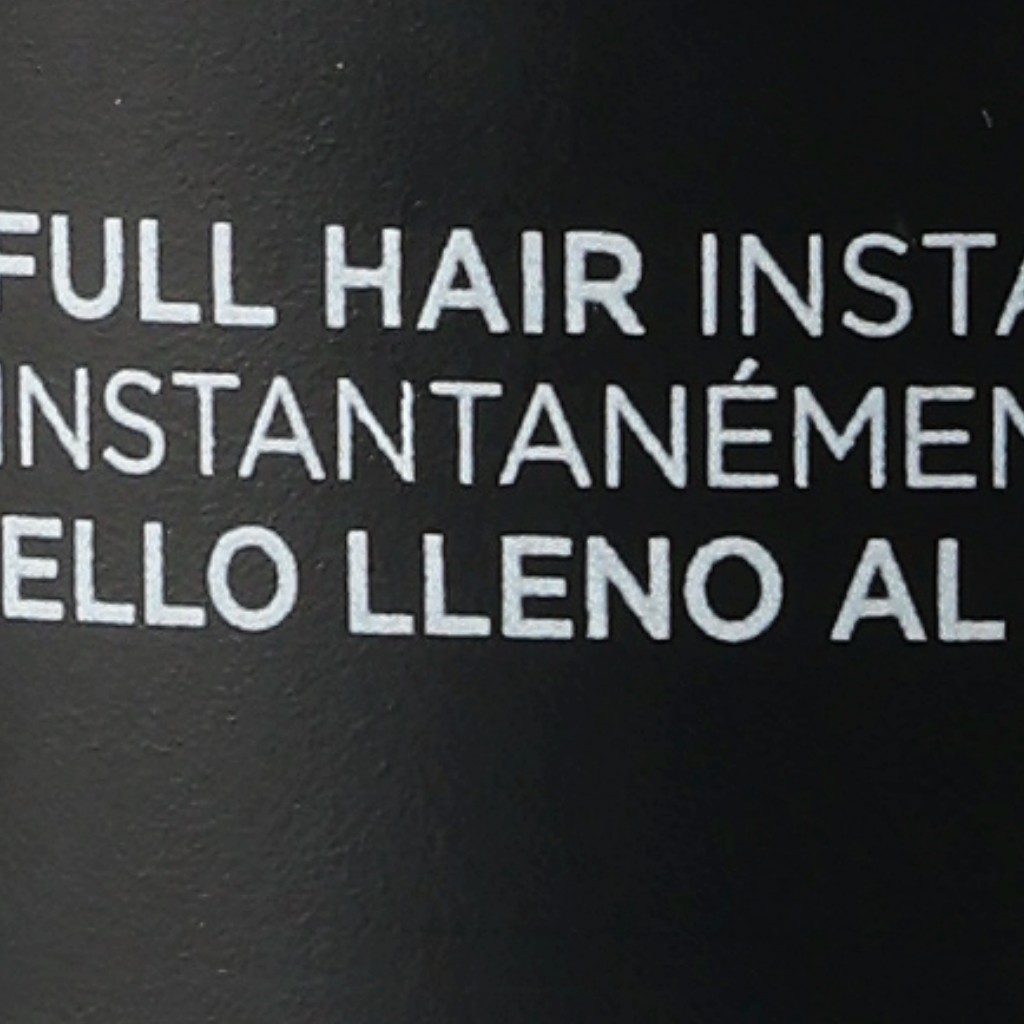 FULL HAIR INSTA
INSTANTANÉMEN
ELLO LLENO AL